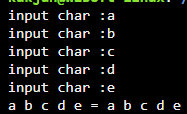 input char :a
input char :b
input char :c
input char :d
input char :e
a b c d e = a b c d e